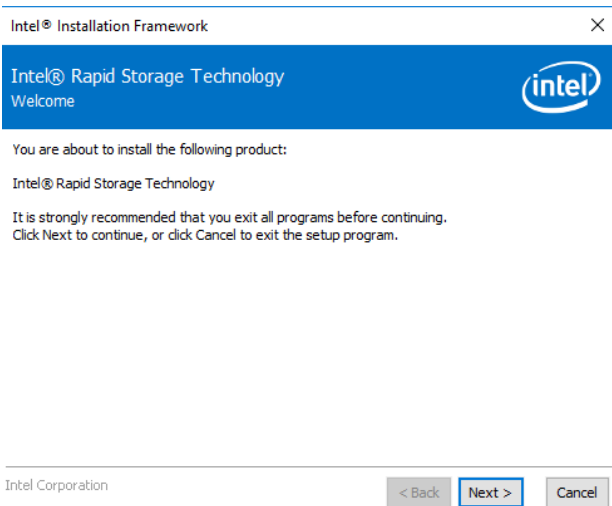 Intel® Installation Framework
Intel® Rapid Storage Technology
Welcome
intel
You are about to install the following product:
Intel® Rapid Storage Technology
It is strongly recommended that you exit all programs before continuing.
Click Next to continue, or click Cancel to exit the setup program.
Intel Corporation
< Back Next > Cancel